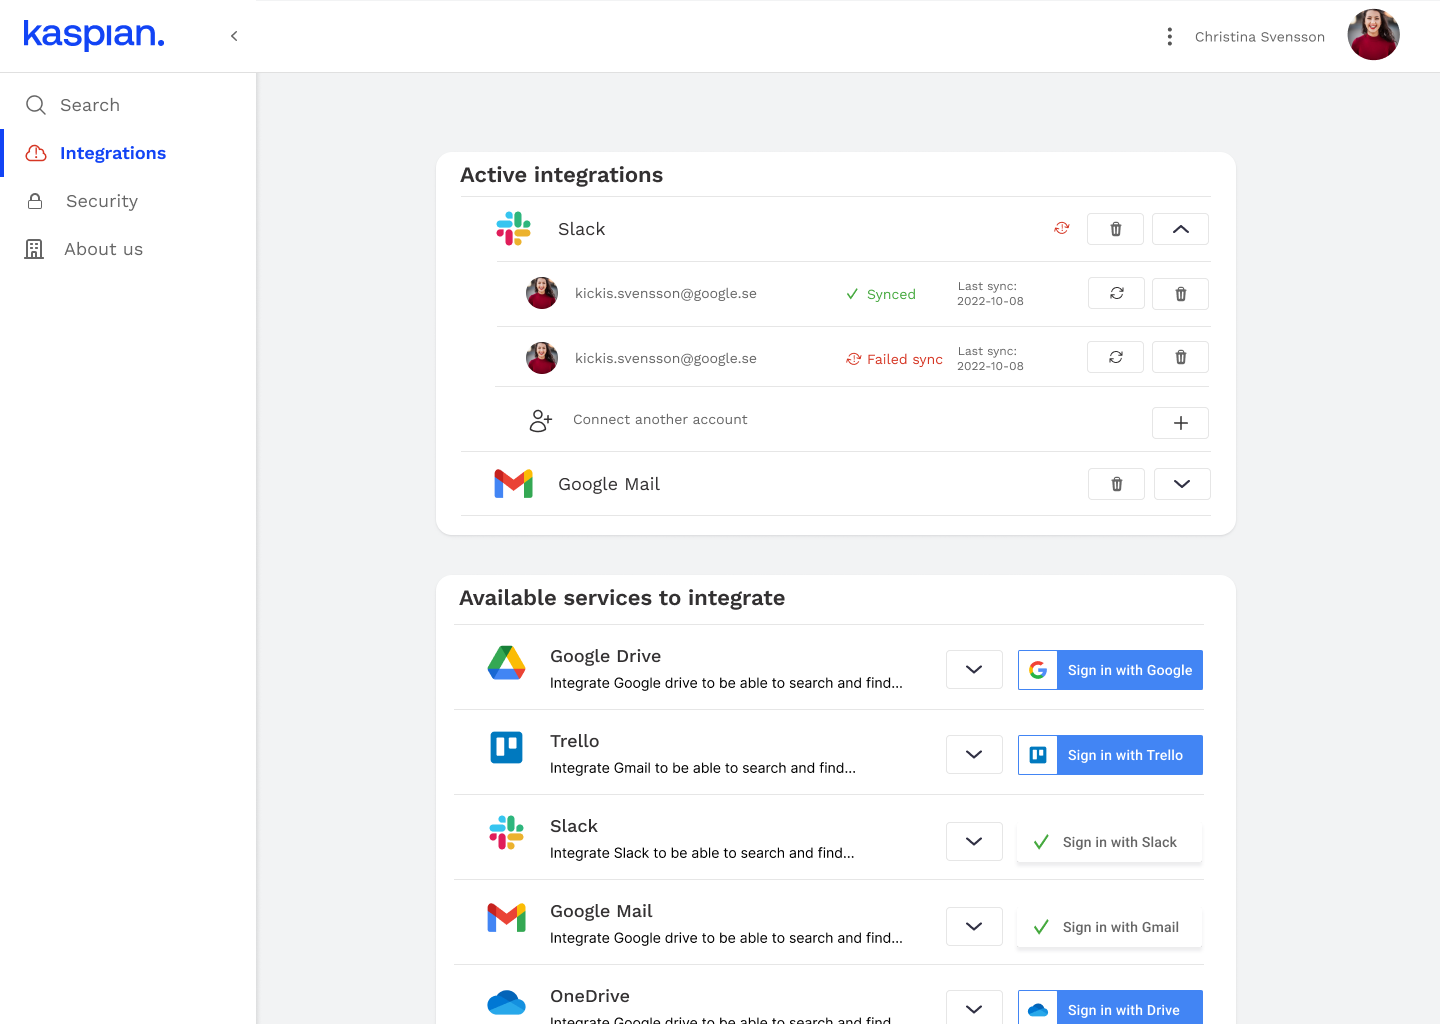 kaspian.
Christina Svensson
Search
Integrations
Security
About us
Active integrations
Slack
kickis.svensson@google.se
Synced
Last sync:
2022-10-08
kickis.svensson@google.se
Failed sync
Last sync:
2022-10-08
Connect another account
Google Mail
Available services to integrate
Google Drive
Integrate Google drive to be able to search and find...
Sign in with Google
Trello
Integrate Gmail to be able to search and find...
Sign in with Trello
Slack
Integrate Slack to be able to search and find...
Sign in with Slack
Google Mail
Integrate Google drive to be able to search and find...
Sign in with Gmail
OneDrive
Integrate Google drive to be able to search and find
Sign in with Drive